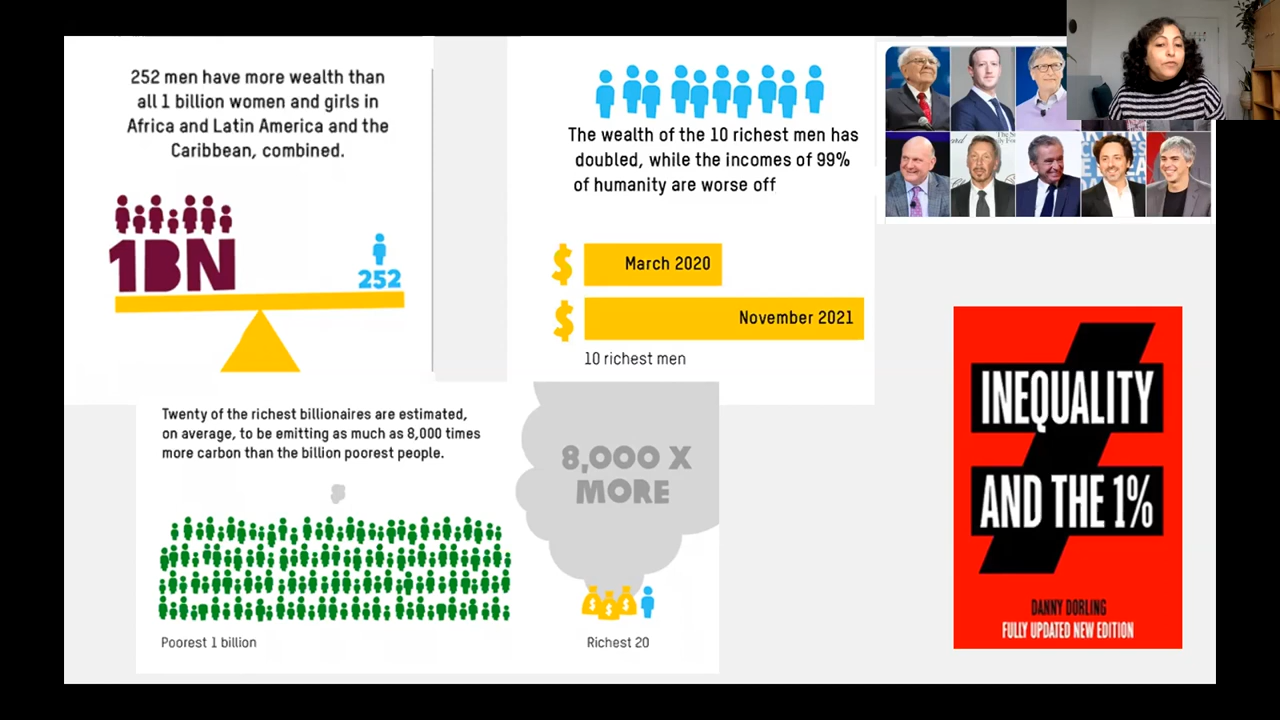 252 men have more wealth than
all 1 billion women and girls in
Africa and Latin America and the
Caribbean, combined.
1BN
252
The wealth of the 10 richest men has
doubled, while the incomes of 99%
of humanity are worse off
$ March 2020
$ November 2021
10 richest men
Twenty of the richest billionaires are estimated,
on average, to be emitting as much as 8,000 times
more carbon than the billion poorest people.
8,000 X
MORE
$ $ $
Poorest 1 billion
Richest 20
INEQUALITY
AND THE 1%
DANNY DORLING
FULLY UPDATED NEW EDITION